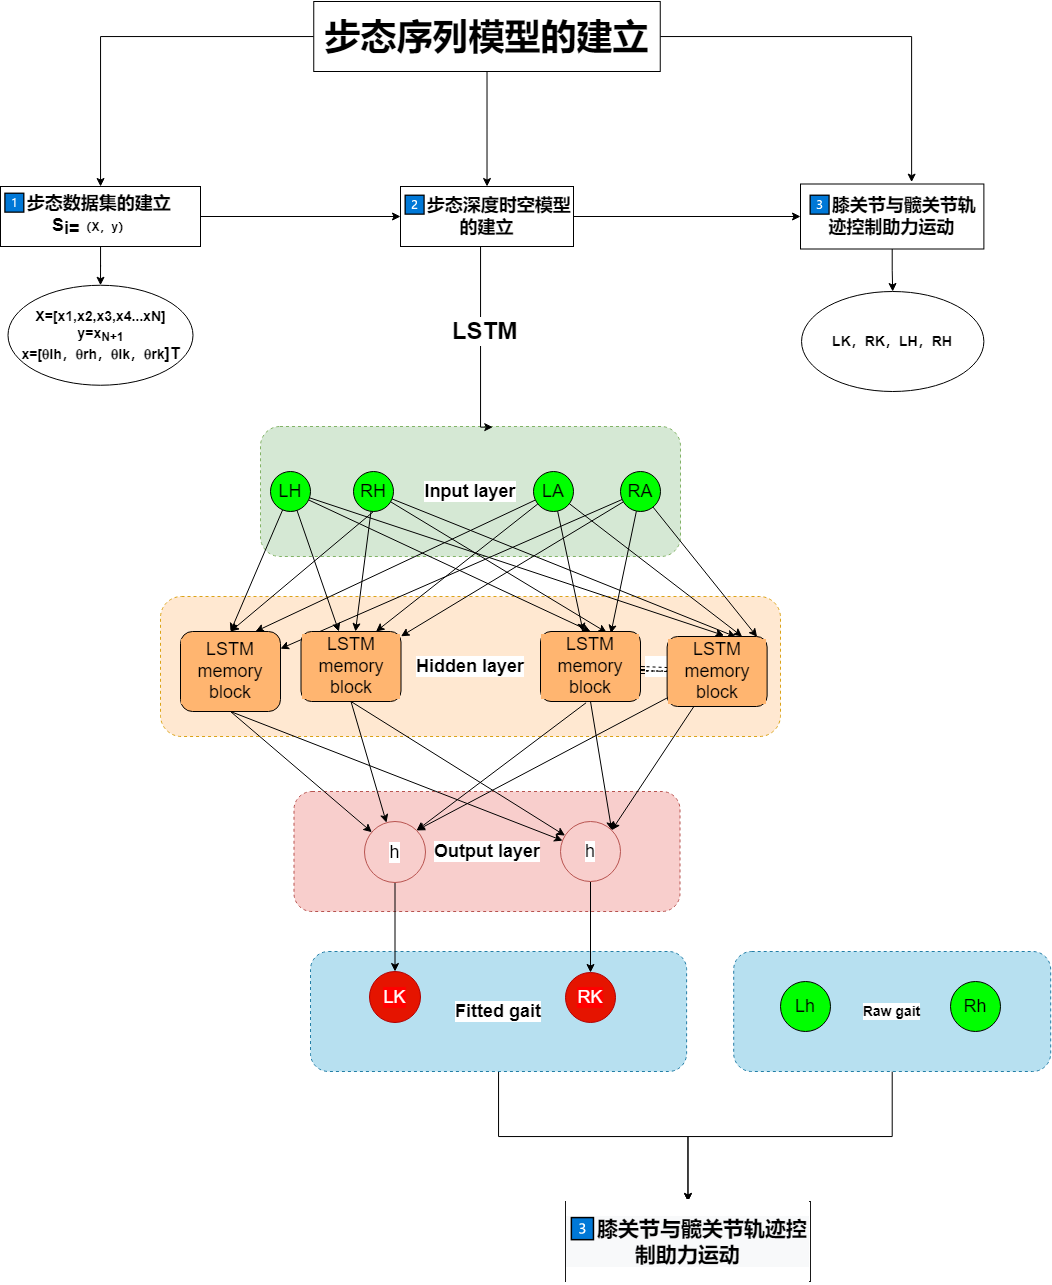 步态序列模型的建立
1 步态数据集的建立
Si=（X，y）
2 步态深度时空模型
的建立
3 膝关节与髋关节轨
迹控制助力运动
X=[x1,x2,x3,x4...xN]
y=xN+1
x=[θlh，θrh，θlk，θrk]T
LK，RK，LH，RH
LSTM
LH
RH
Input layer
LA
RA
LSTM
memory
block
LSTM
memory
block
Hidden layer
LSTM
memory
block
LSTM
memory
block
h
Output layer
h
LK
Fitted gait
RK
Lh
Raw gait
Rh
3 膝关节与髋关节轨迹控
制助力运动